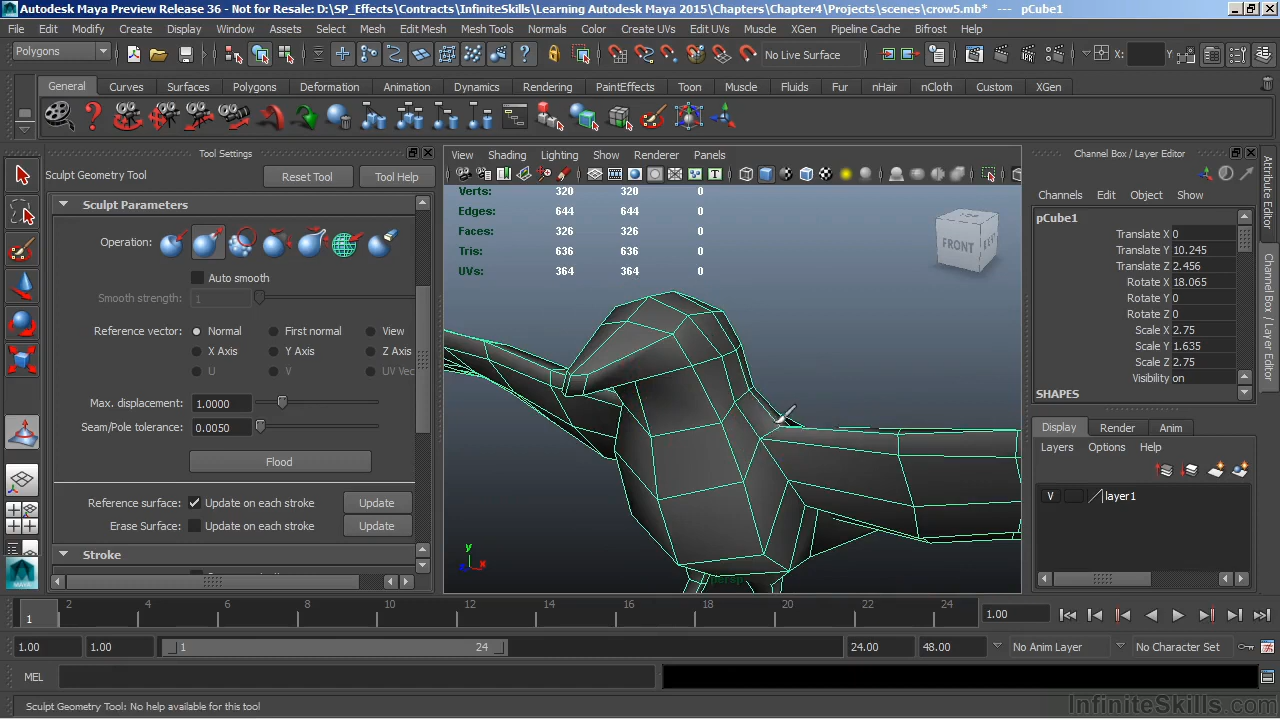 Autodesk Maya Preview Release 36 - Not for Resale: D:\SP_Effects\Contracts\InfiniteSkills\Learning Autodesk Maya 2015\Chapters\Chapter4\Projects\scenes\crow5.mb*   ---   pCube1
File Edit Modify Create Display Window Assets Select Mesh Edit Mesh Mesh Tools Normals Color Create UVs Edit UVs Muscle XGen Pipeline Cache Bifrost Help
Polygons No Live Surface X: Y:
General Curves Surfaces Polygons Deformation Animation Dynamics Rendering PaintEffects Toon Muscle Fluids Fur nHair nCloth Custom XGen
Tool Settings
Sculpt Geometry Tool Reset Tool Tool Help
Sculpt Parameters
Operation:
Auto smooth
Smooth strength: 1
Reference vector: Normal First normal View
X Axis Y Axis Z Axis
U V UV Vec
Max. displacement: 1.0000
Seam/Pole tolerance: 0.0050
Flood
Reference surface: Update on each stroke Update
Erase Surface: Update on each stroke Update
Stroke
View Shading Lighting Show Renderer Panels
Verts: 320 320 0
Edges: 644 644 0
Faces: 326 326 0
Tris: 636 636 0
UVs: 364 364 0
FRONT
y
x
persp
Channel Box / Layer Editor
Channels Edit Object Show
pCube1
Translate X 0
Translate Y 10.245
Translate Z 2.456
Rotate X 18.065
Rotate Y 0
Rotate Z 0
Scale X 2.75
Scale Y 1.635
Scale Z 2.75
Visibility on
SHAPES
Display Render Anim
Layers Options Help
V layer1
Attribute Editor
Channel Box / Layer Editor
1 2 4 6 8 10 12 14 16 18 20 22 24 1.00
1.00 1.00 1 24 24.00 48.00 No Anim Layer No Character Set
MEL
Sculpt Geometry Tool: No help available for this tool
InfiniteSkills.com